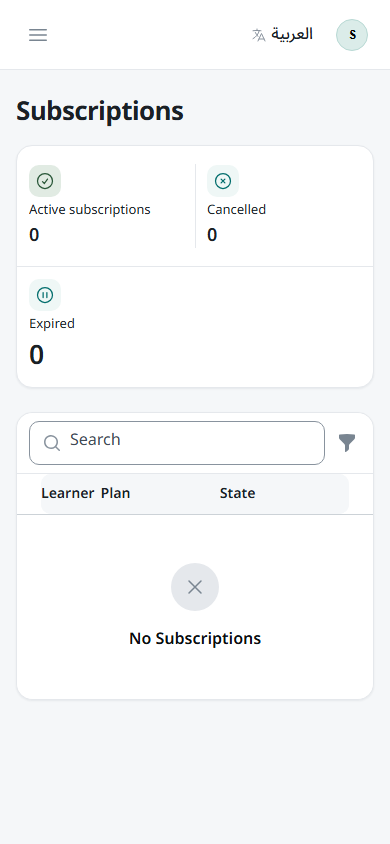 العربية
S
Subscriptions
Active subscriptions
0
Cancelled
0
Expired
0
Search
Learner Plan State
No Subscriptions